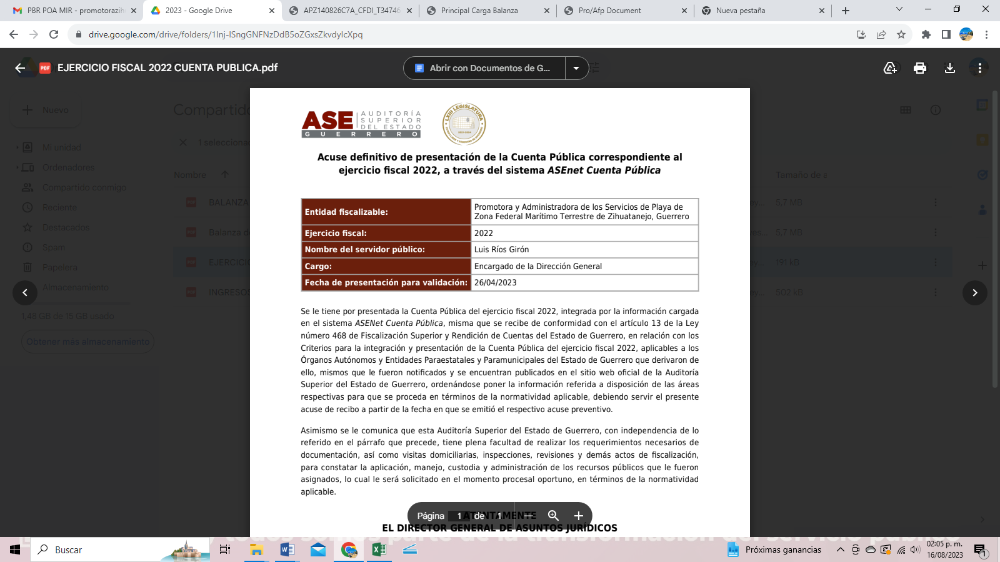 PBR POA MIR - promotorazih
2023 - Google Drive
APZ140826C7A_CFDI_T34746
Principal Carga Balanza
Pro/Afp Document
Nueva pestaña
drive.google.com/drive/folders/1Inj-ISngGNFNzDdB5oZGxsZkvdyIcXpq
PDF
EJERCICIO FISCAL 2022 CUENTA PUBLICA.pdf
Abrir con Documentos de G...
Nuevo
Compartido
1 seleccionad
Mi unidad
Ordenadores
Compartido conmigo
Reciente
Destacados
Spam
Papelera
Almacenamiento
1,48 GB de 15 GB usado
Obtener más almacenamiento
Nombre
Tamaño de a
BALANZA
5,7 MB
Balanza de
5,7 MB
EJERCICIO
191 kB
INGRESOS
502 kB
ASE AUDITORÍA SUPERIOR DEL ESTADO
GUERRERO
LXIII LEGISLATURA
2021-2024
Acuse definitivo de presentación de la Cuenta Pública correspondiente al
ejercicio fiscal 2022, a través del sistema ASEnet Cuenta Pública
Entidad fiscalizable:
Promotora y Administradora de los Servicios de Playa de
Zona Federal Marítimo Terrestre de Zihuatanejo, Guerrero
Ejercicio fiscal:
2022
Nombre del servidor público:
Luis Ríos Girón
Cargo:
Encargado de la Dirección General
Fecha de presentación para validación:
26/04/2023
Se le tiene por presentada la Cuenta Pública del ejercicio fiscal 2022, integrada por la información cargada
en el sistema ASENet Cuenta Pública, misma que se recibe de conformidad con el artículo 13 de la Ley
número 468 de Fiscalización Superior y Rendición de Cuentas del Estado de Guerrero, en relación con los
Criterios para la integración y presentación de la Cuenta Pública del ejercicio fiscal 2022, aplicables a los
Órganos Autónomos y Entidades Paraestatales y Paramunicipales del Estado de Guerrero que derivaron de
ello, mismos que le fueron notificados y se encuentran publicados en el sitio web oficial de la Auditoría
Superior del Estado de Guerrero, ordenándose poner la información referida a disposición de las áreas
respectivas para que se proceda en términos de la normatividad aplicable, debiendo servir el presente
acuse de recibo a partir de la fecha en que se emitió el respectivo acuse preventivo.
Asimismo se le comunica que esta Auditoría Superior del Estado de Guerrero, con independencia de lo
referido en el párrafo que precede, tiene plena facultad de realizar los requerimientos necesarios de
documentación, así como visitas domiciliarias, inspecciones, revisiones y demás actos de fiscalización,
para constatar la aplicación, manejo, custodia y administración de los recursos públicos que le fueron
asignados, lo cual le será solicitado en el momento procesal oportuno, en términos de la normatividad
aplicable.
ATENTAMENTE
Página 1 de 1
EL DIRECTOR GENERAL DE ASUNTOS JURÍDICOS
Buscar
Próximas ganancias
02:05 p. m.
16/08/2023
1